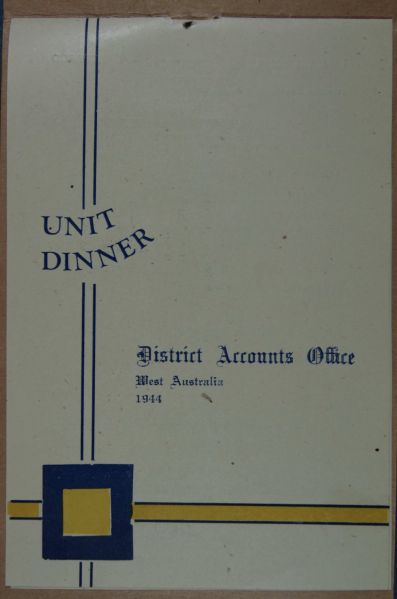 UNIT
DINNER
District Accounts Office
West Australia
1944